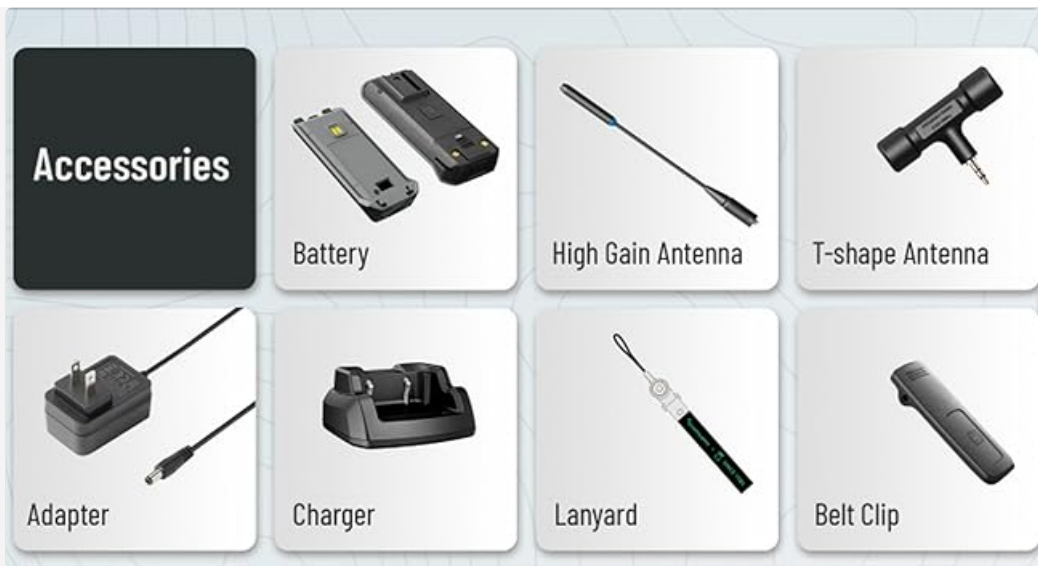 Accessories
Battery
High Gain Antenna
T-shape Antenna
Adapter
Charger
Lanyard
Belt Clip